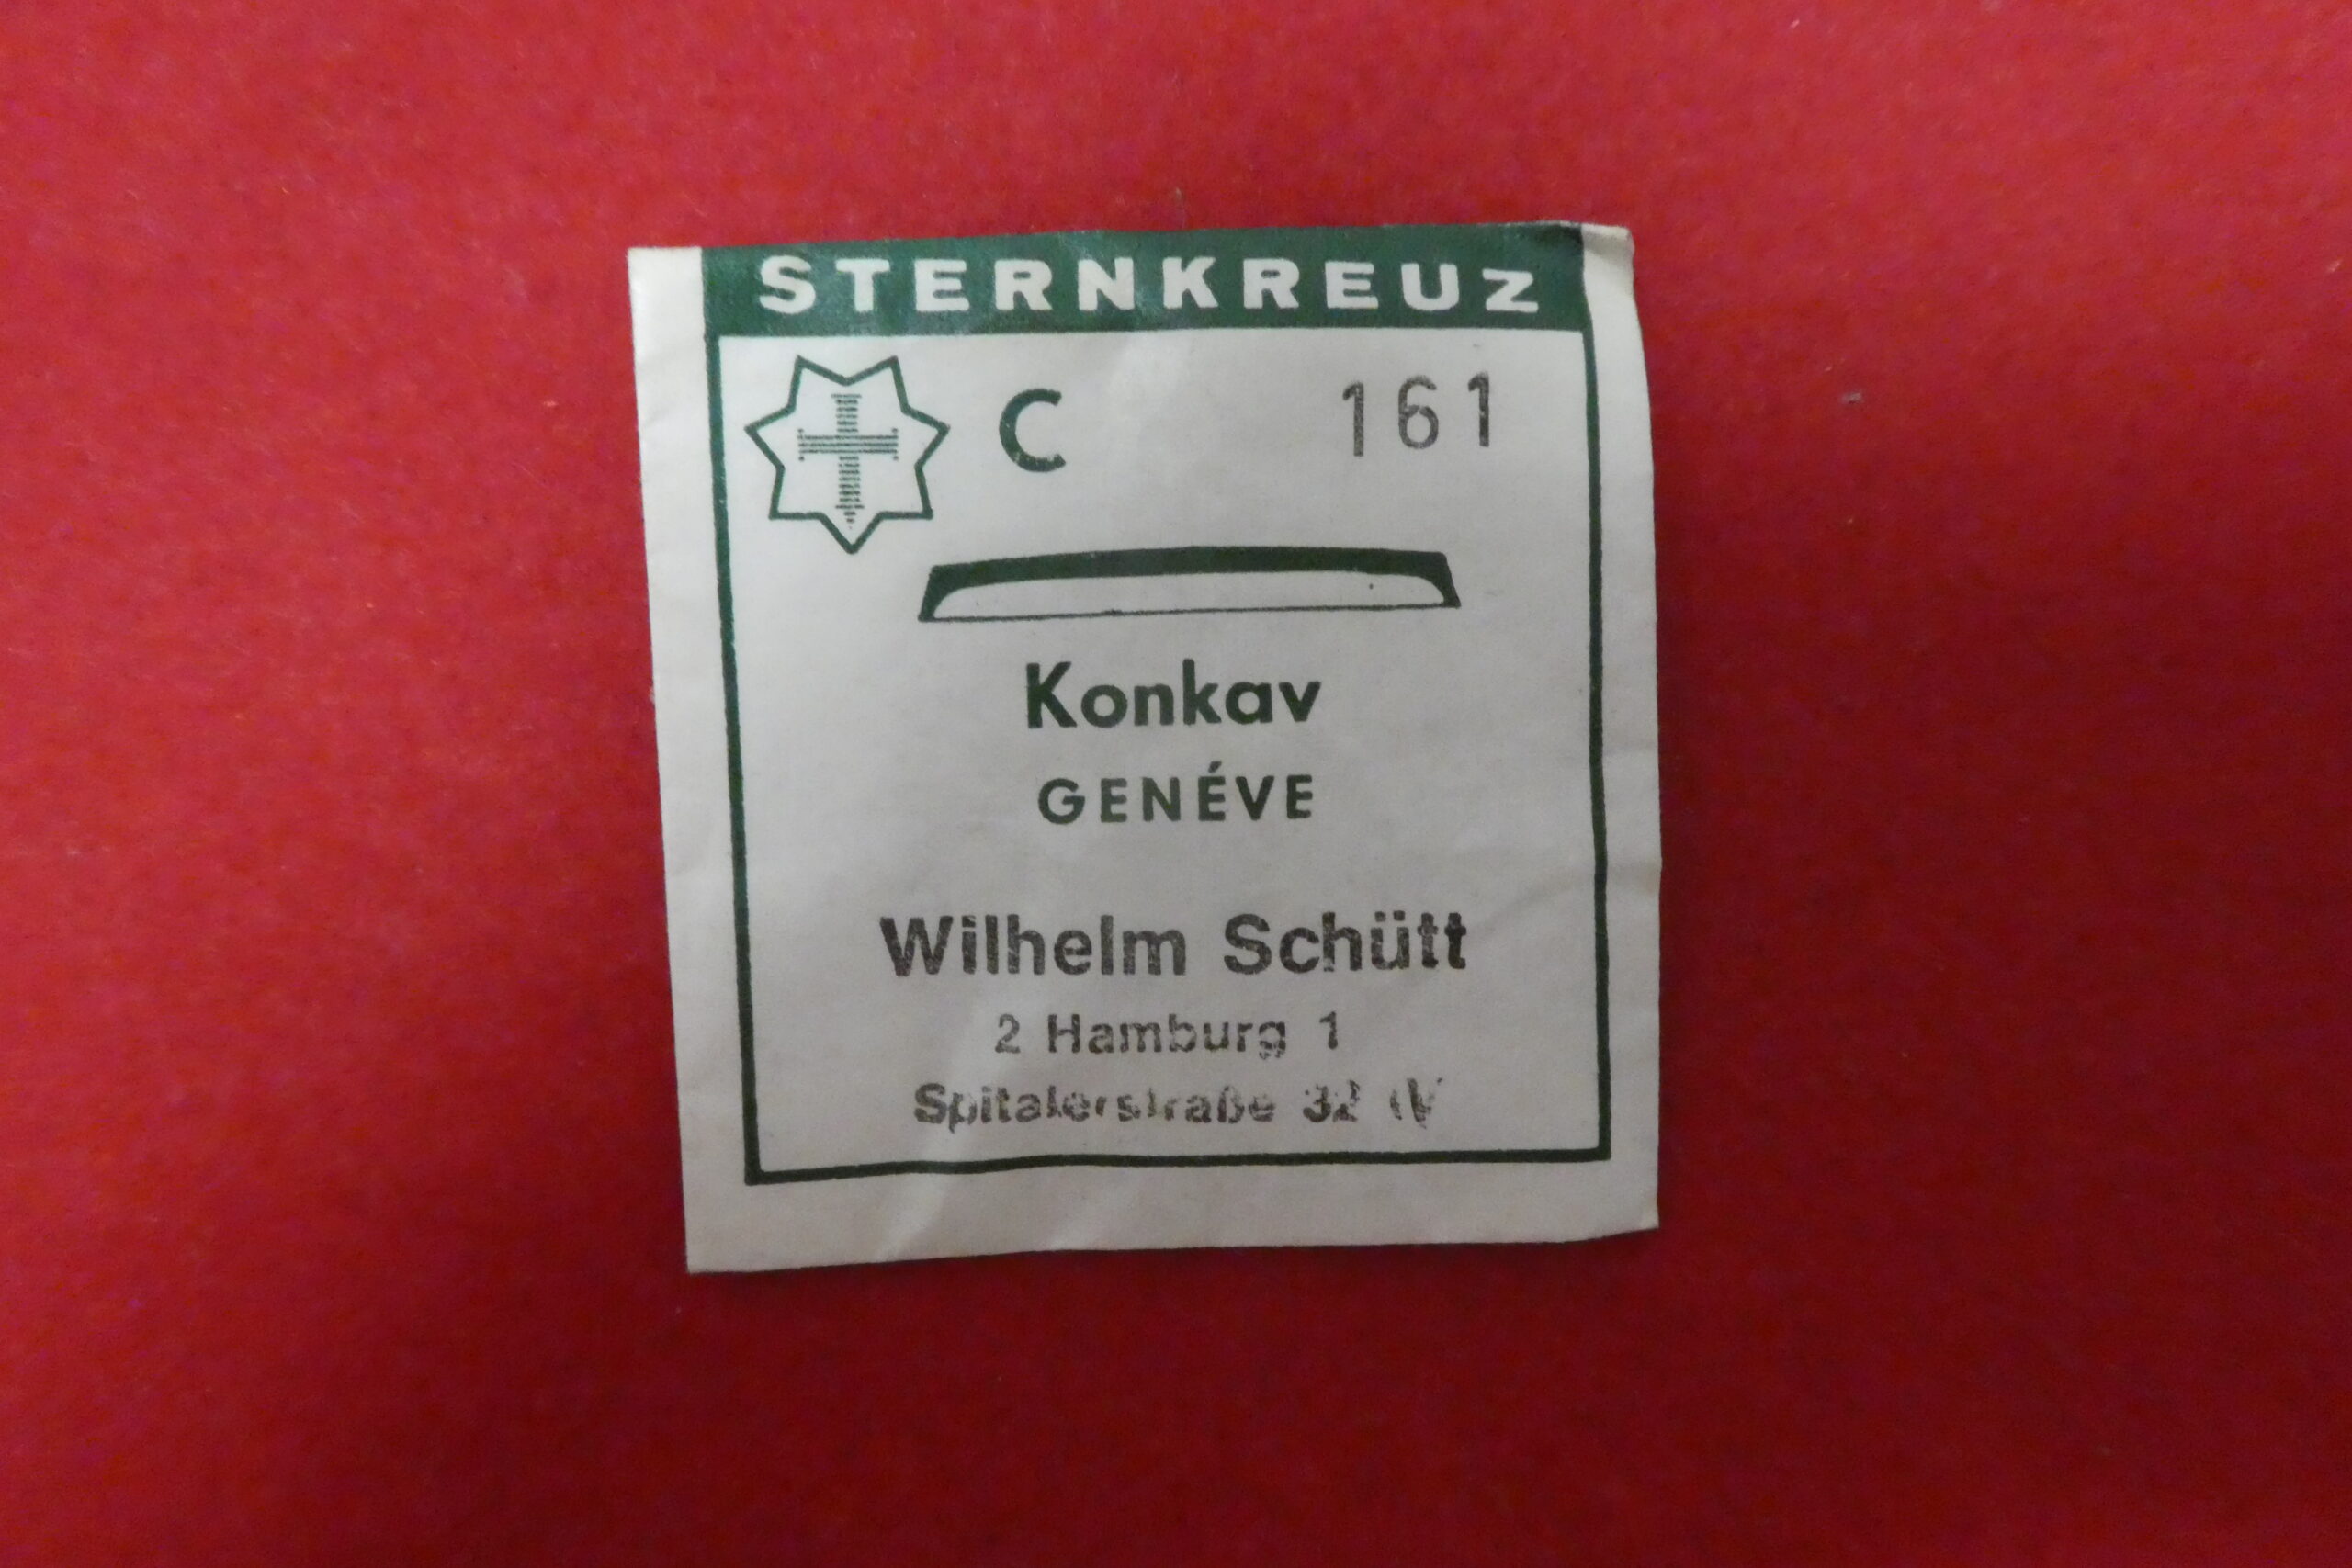 STERNKREUZ
C 161
Konkav
GENÉVE
Wilhelm Schütt
2 Hamburg 1
Spitalerstraße 32